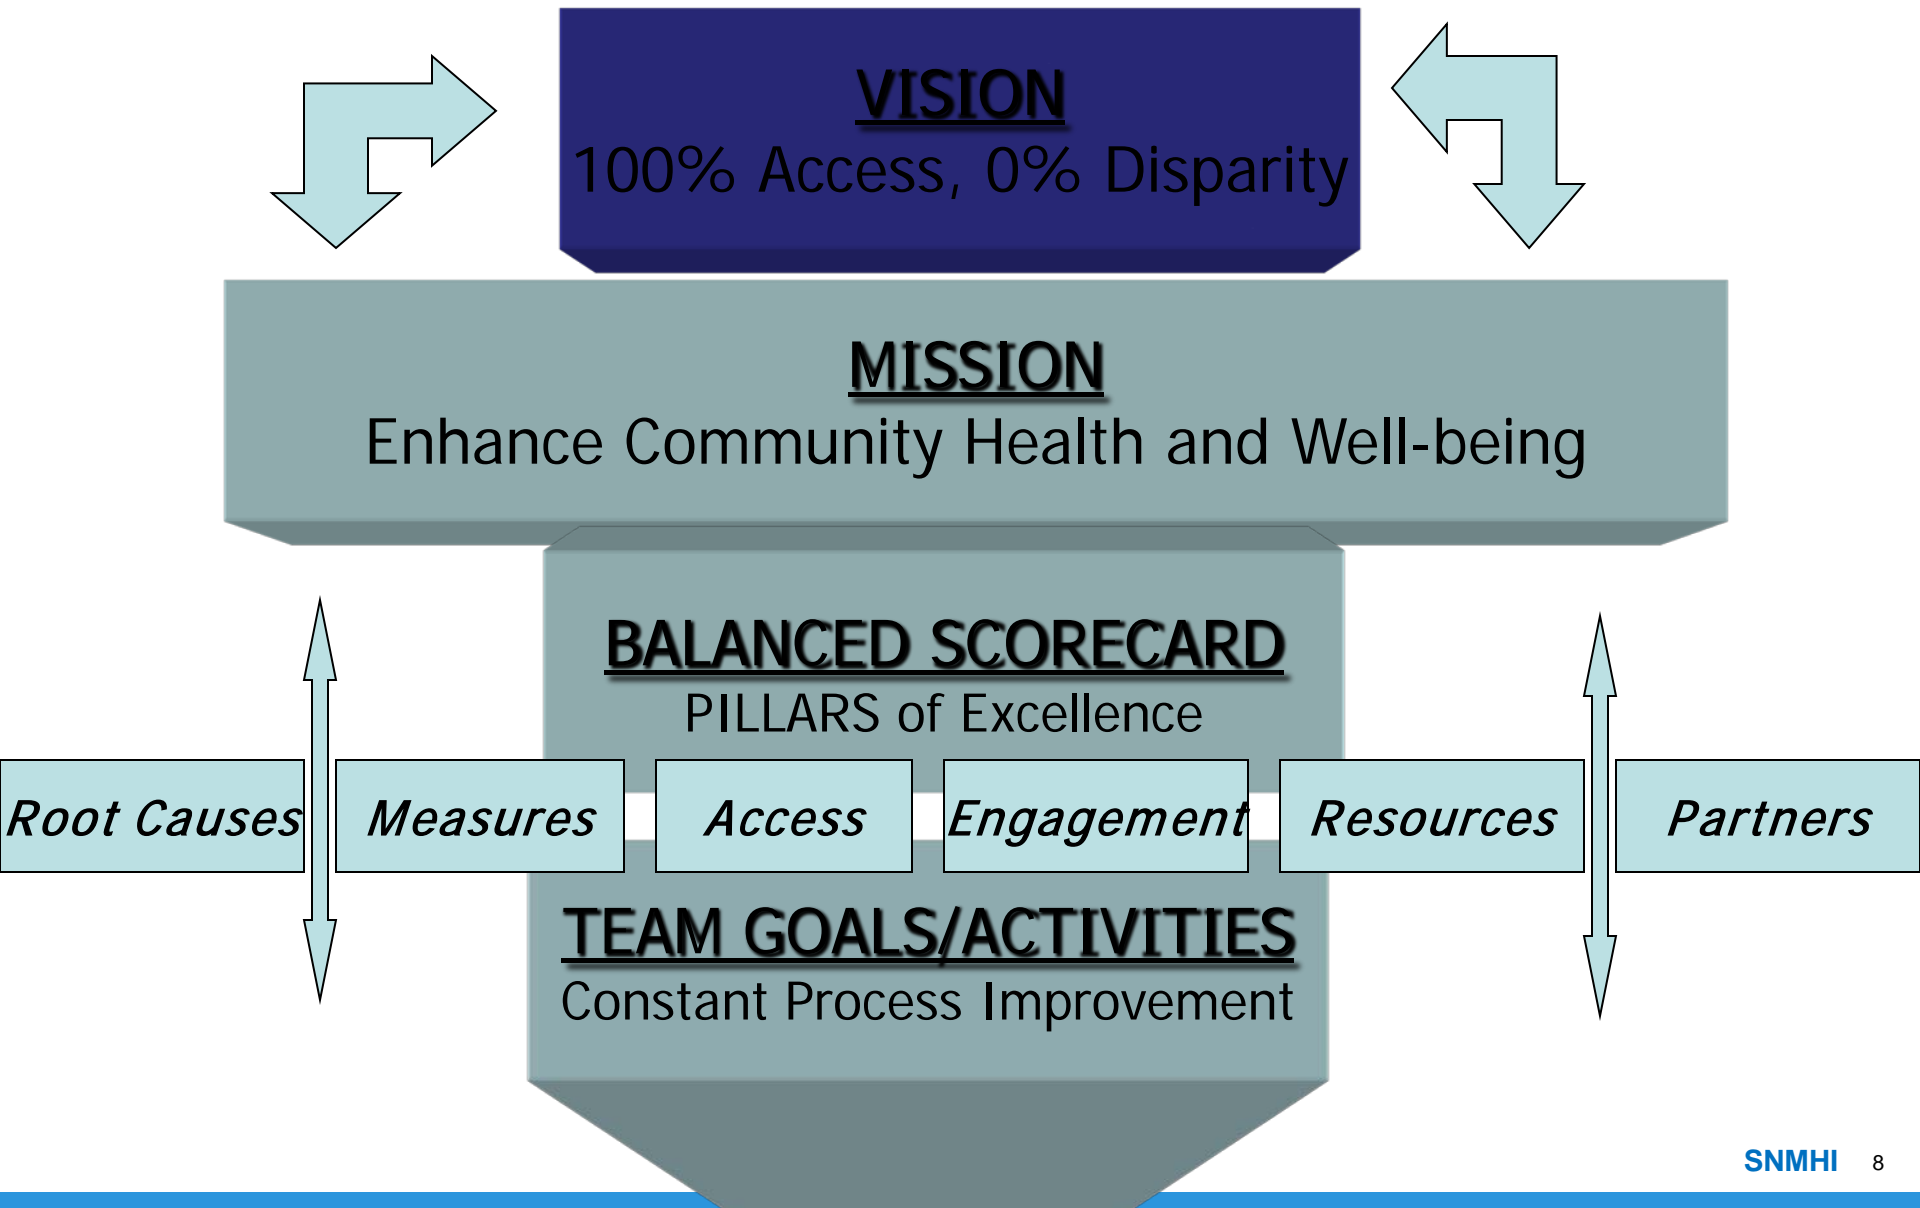 VISION
100% Access, 0% Disparity
MISSION
Enhance Community Health and Well-being
BALANCED SCORECARD
PILLARS of Excellence
Root Causes
Measures
Access
Engagement
Resources
Partners
TEAM GOALS/ACTIVITIES
Constant Process Improvement
SNMHI 8